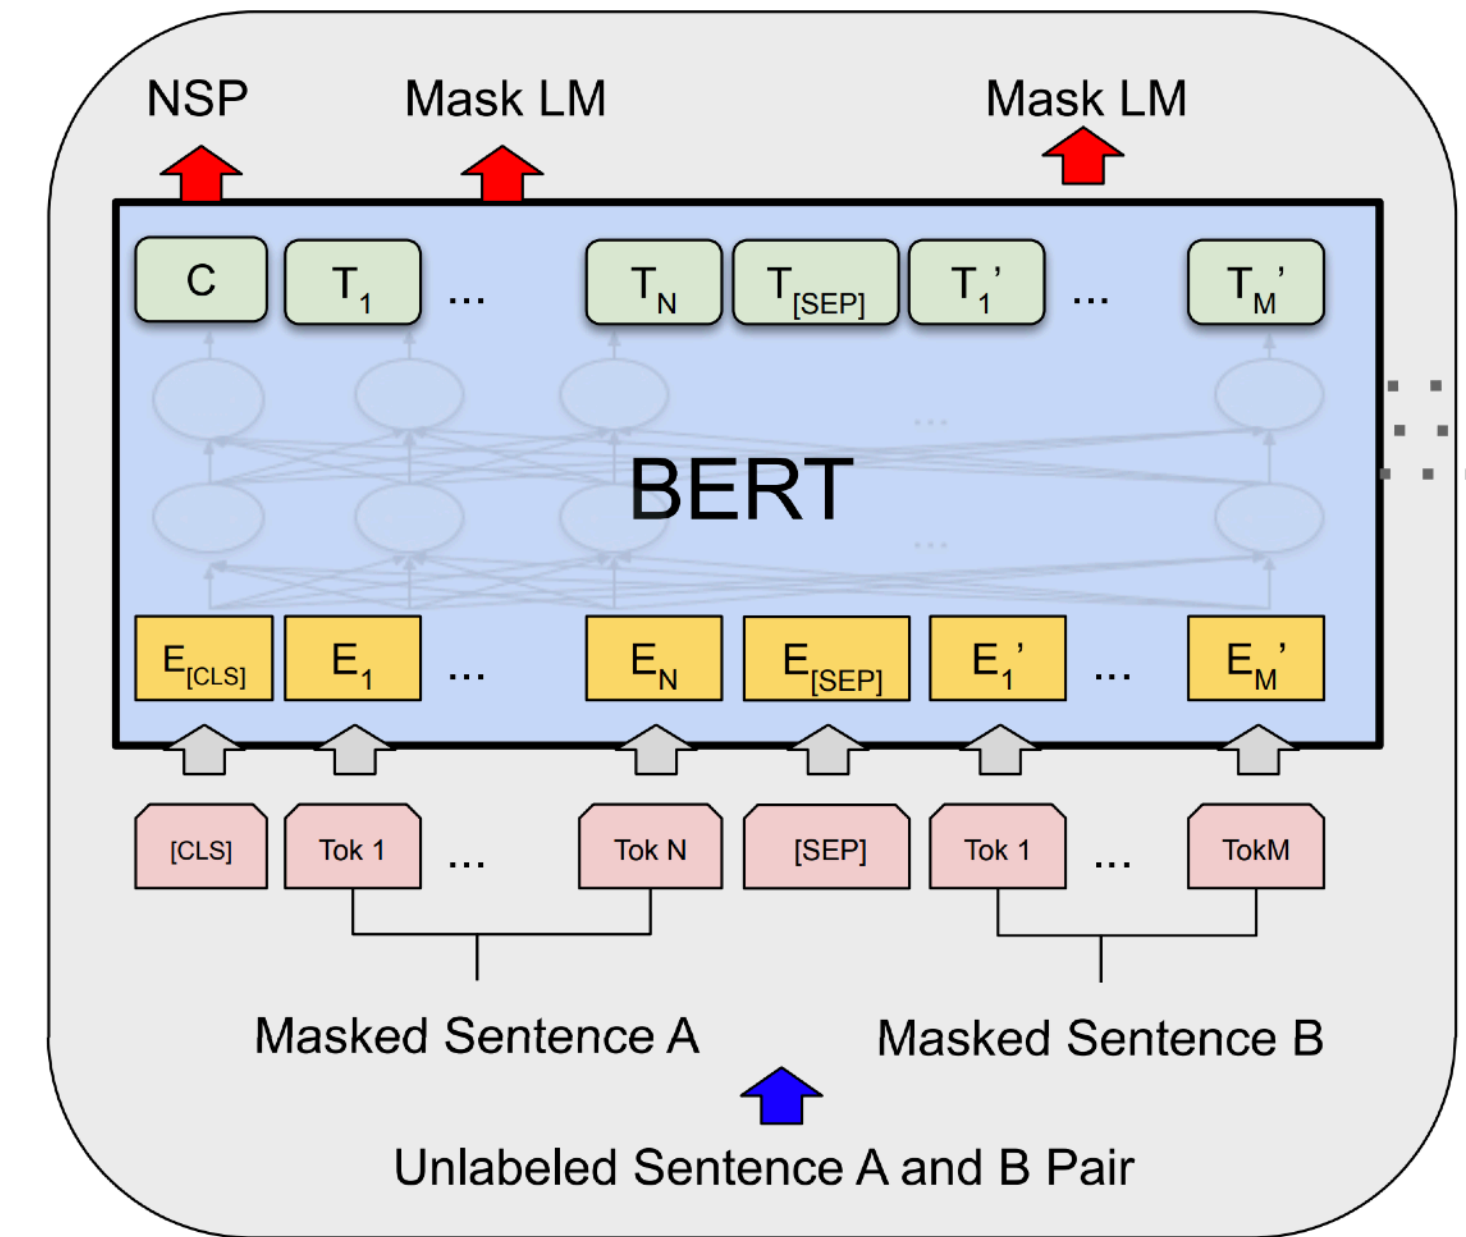 NSP Mask LM Mask LM
C T1 ... TN T[SEP] T1’ ... TM’
...
BERT
...
E[CLS] E1 ... EN E[SEP] E1’ ... EM’
[CLS] Tok 1 ... Tok N [SEP] Tok 1 ... TokM
Masked Sentence A Masked Sentence B
Unlabeled Sentence A and B Pair